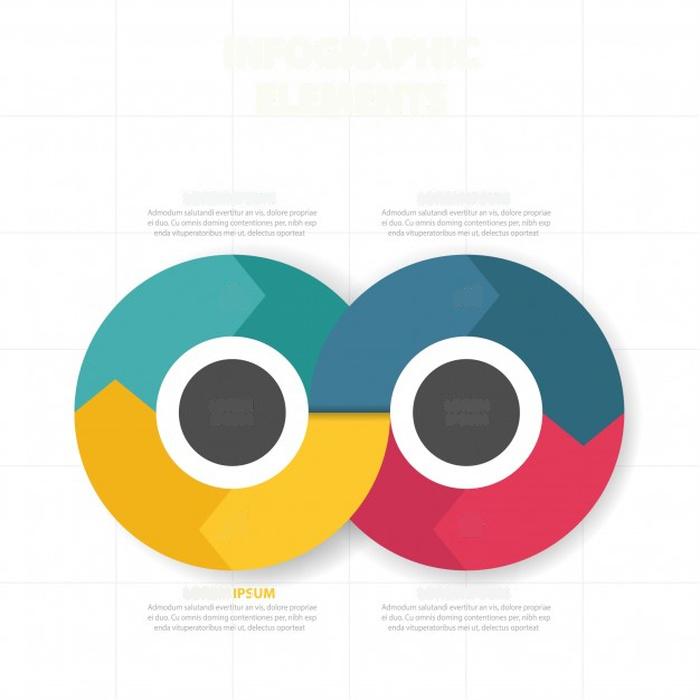 INFOGRAPHIC
ELEMENTS
Admodum salutandi evertitur an vis, dolore propriae
ei duo. Cu omnis doming contentiones per, nibh exp
enda vituperatoribus mei ut, delectus oporteat
Admodum salutandi evertitur an vis, dolore propriae
ei duo. Cu omnis doming contentiones per, nibh exp
enda vituperatoribus mei ut, delectus oporteat
LOREM IPSUM
Admodum salutandi evertitur an vis, dolore propriae
ei duo. Cu omnis doming contentiones per, nibh exp
enda vituperatoribus mei ut, delectus oporteat
Admodum salutandi evertitur an vis, dolore propriae
ei duo. Cu omnis doming contentiones per, nibh exp
enda vituperatoribus mei ut, delectus oporteat